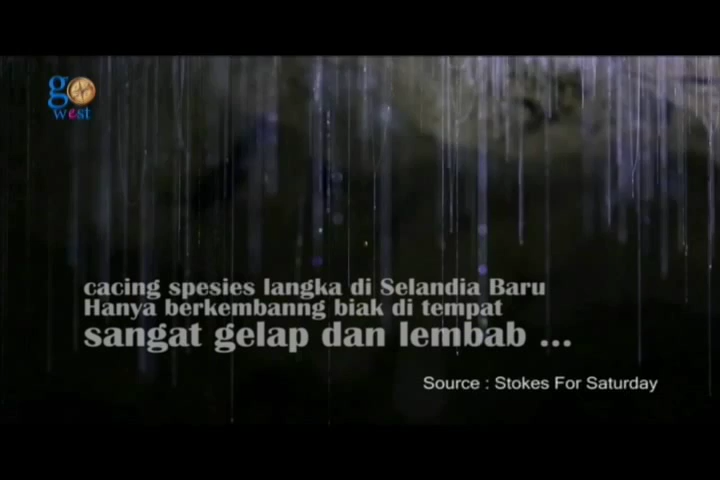 go
west
cacing spesies langka di Selandia Baru
Hanya berkembanng biak di tempat
sangat gelap dan lembab ...
Source : Stokes For Saturday